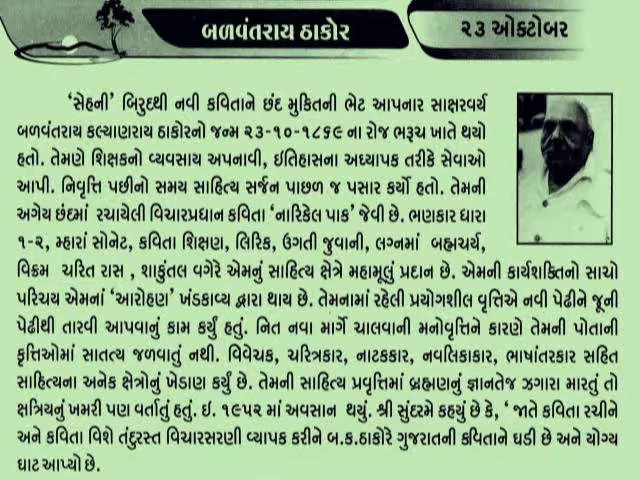 બળવંતરાય ઠાકોર
૨૩ ઓક્ટોબર
‘સેહની’ બિરુદથી નવી કવિતાને છંદ મુક્તિની ભેટ આપનાર સાક્ષરવર્ય
બળવંતરાય કલ્યાણરાય ઠાકોરનો જન્મ ૨૩-૧૦-૧૮૬૯ ના રોજ ભરૂચ ખાતે થયો
હતો. તેમણે શિક્ષકનો વ્યવસાય અપનાવી, ઈતિહાસના અધ્યાપક તરીકે સેવાઓ
આપી. નિવૃત્તિ પછીનો સમય સાહિત્ય સર્જન પાછળ જ પસાર કર્યો હતો. તેમની
અગેય છંદમાં રચાયેલી વિચારપ્રધાન કવિતા ‘નારિકેલ પાક’ જેવી છે. ભણકાર ધારા
૧-૨, મ્હારાં સોનેટ, કવિતા શિક્ષણ, લિરિક, ઉગતી જુવાની, લગ્નમાં બહ્મચર્ય,
વિક્રમ ચરિત રાસ , શાકુંતલ વગેરે એમનું સાહિત્ય ક્ષેત્રે મહામૂલું પ્રદાન છે. એમની કાર્યશક્તિનો સાચો
પરિચય એમનાં ‘આરોહણ’ ખંડકાવ્ય દ્વારા થાય છે. તેમનામાં રહેલી પ્રયોગશીલ વૃત્તિએ નવી પેઢીને જૂની
પેઢીથી તારવી આપવાનું કામ કર્યું હતું. નિત નવા માર્ગે ચાલવાની મનોવૃત્તિને કારણે તેમની પોતાની
કૃત્તિઓમાં સાતત્ય જળવાતું નથી. વિવેચક, ચરિત્રકાર, નાટકકાર, નવલિકાકાર, ભાષાંતરકાર સહિત
સાહિત્યના અનેક ક્ષેત્રોનું ખેડાણ કર્યું છે. તેમની સાહિત્ય પ્રવૃત્તિમાં બ્રહ્મણનું જ્ઞાનતેજ ઝગારા મારતું તો
ક્ષત્રિયનું ખમરી પણ વર્તાતું હતું. ઇ. ૧૯૫૨ માં અવસાન થયું. શ્રી સુંદરમે કહ્યું છે કે, ‘ જાતે કવિતા રચીને
અને કવિતા વિશે તંદુરસ્ત વિચારસરણી વ્યાપક કરીને બ.ક.ઠાકોરે ગુજરાતની કવિતાને ઘડી છે અને યોગ્ય
ઘાટ આપ્યો છે.